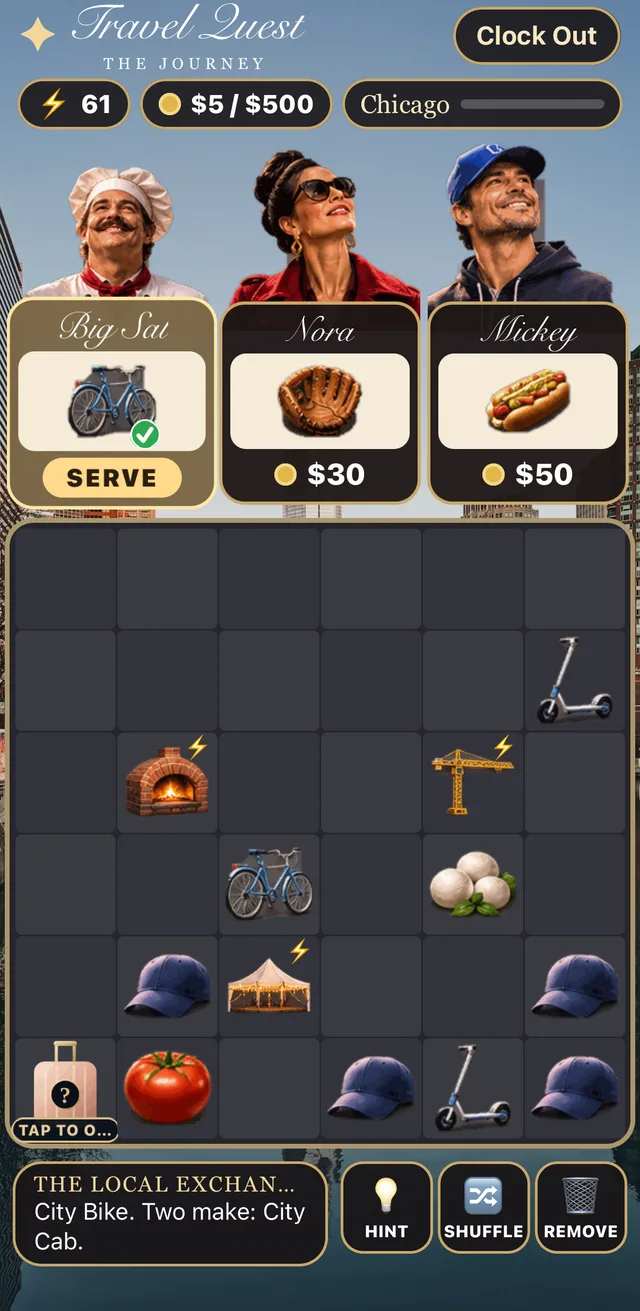 Travel Quest
THE JOURNEY
Clock Out
61
$5 / $500
Chicago
Big Sal
Nora
Mickey
SERVE
$30
$50
?
TAP TO O...
THE LOCAL EXCHAN...
City Bike. Two make: City
Cab.
HINT
SHUFFLE
REMOVE